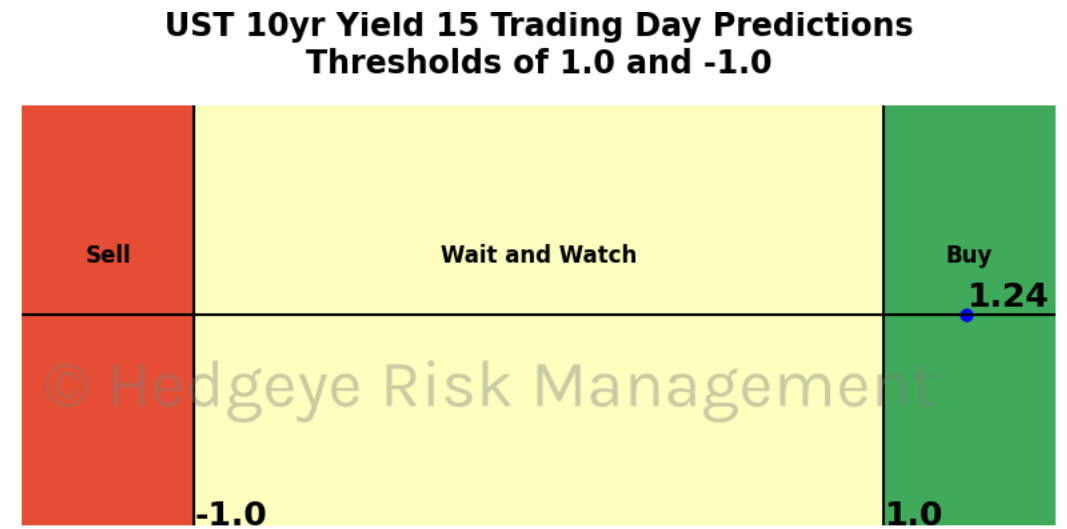 UST 10yr Yield 15 Trading Day Predictions
Thresholds of 1.0 and -1.0
Sell
Wait and Watch
Buy
1.24
© Hedgeye Risk Management
-1.0
1.0